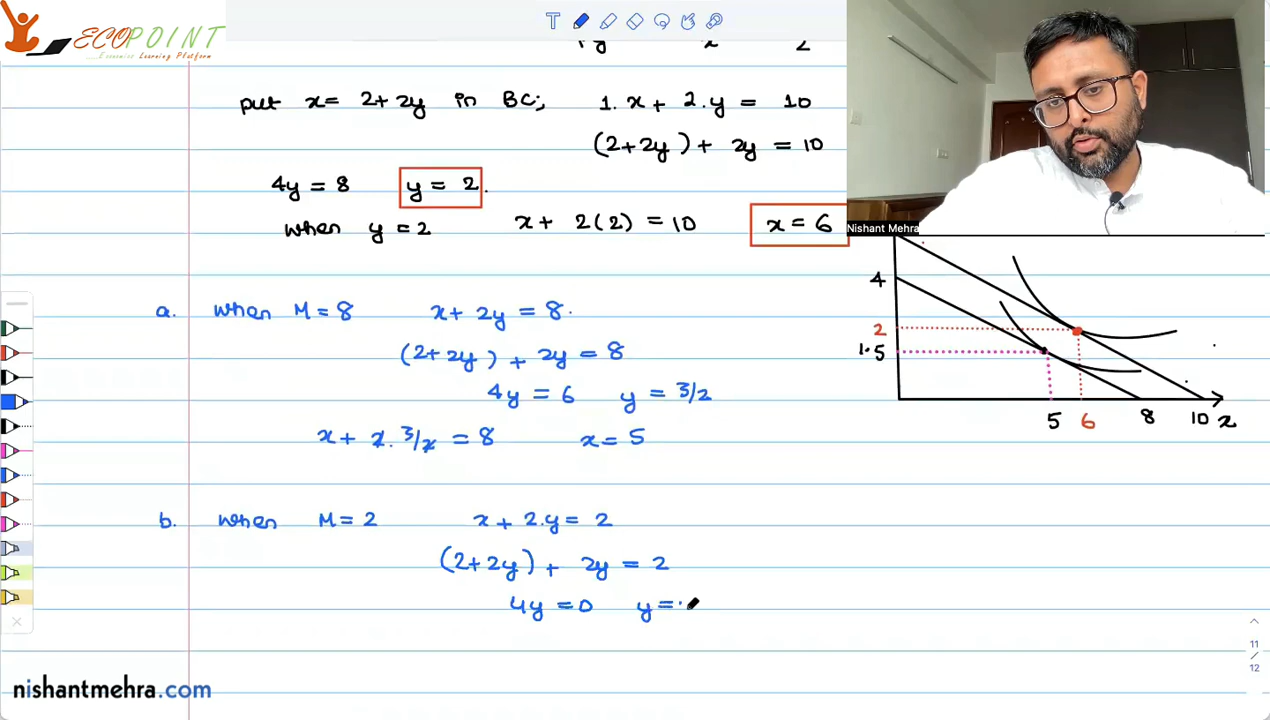 ECOPOINT
Economics Learning Platform
T
put x = 2+2y in BC; 1.x + 2.y = 10
(2+2y) + 2y = 10
4y = 8 y = 2.
when y = 2 x + 2(2) = 10 x = 6
Nishant Mehra
a. when M = 8 x + 2y = 8.
(2+2y) + 2y = 8
4y = 6 y = 3/2
x + 2. 3/2 = 8 x = 5
b. when M = 2 x + 2.y = 2
(2+2y) + 2y = 2
4y = 0 y =
4
2
1.5
5 6 8 10 x
11
/
12
nishantmehra.com